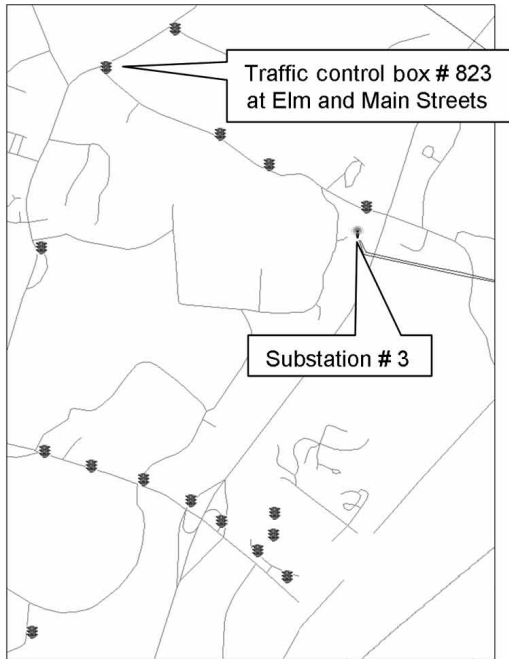 Traffic control box # 823
at Elm and Main Streets
Substation # 3